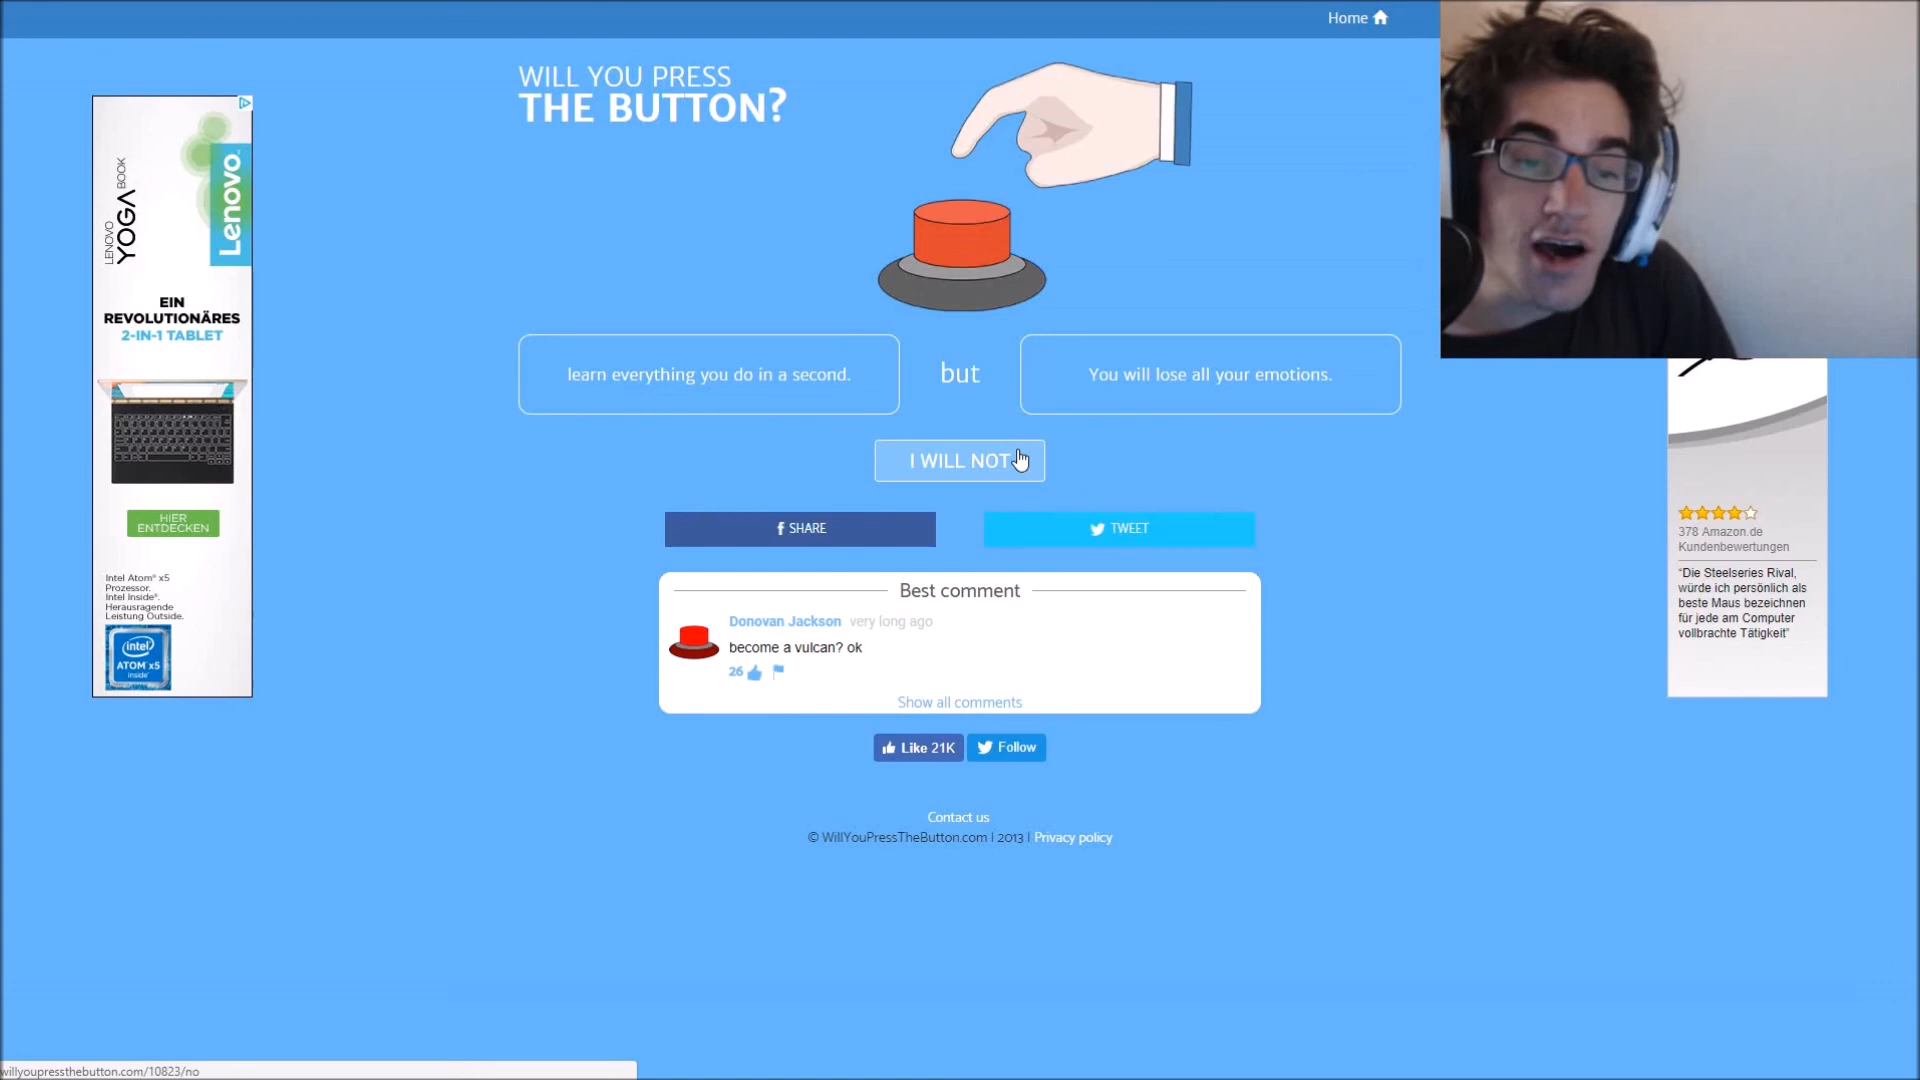 Home
WILL YOU PRESS
THE BUTTON?
LENOVO
YOGA BOOK
Lenovo
EIN
REVOLUTIONÄRES
2-IN-1 TABLET
HIER
ENTDECKEN
Intel Atom® x5
Prozessor.
Intel Inside®.
Herausragende
Leistung Outside.
intel
ATOM x5
inside
learn everything you do in a second.
but
You will lose all your emotions.
I WILL NOT
f SHARE
TWEET
Best comment
Donovan Jackson very long ago
become a vulcan? ok
26
Show all comments
Like 21K
Follow
378 Amazon.de
Kundenbewertungen
“Die Steelseries Rival,
würde ich persönlich als
beste Maus bezeichnen
für jede am Computer
vollbrachte Tätigkeit”
Contact us
© WillYouPressTheButton.com | 2013 | Privacy policy
willyoupressthebutton.com/10823/no